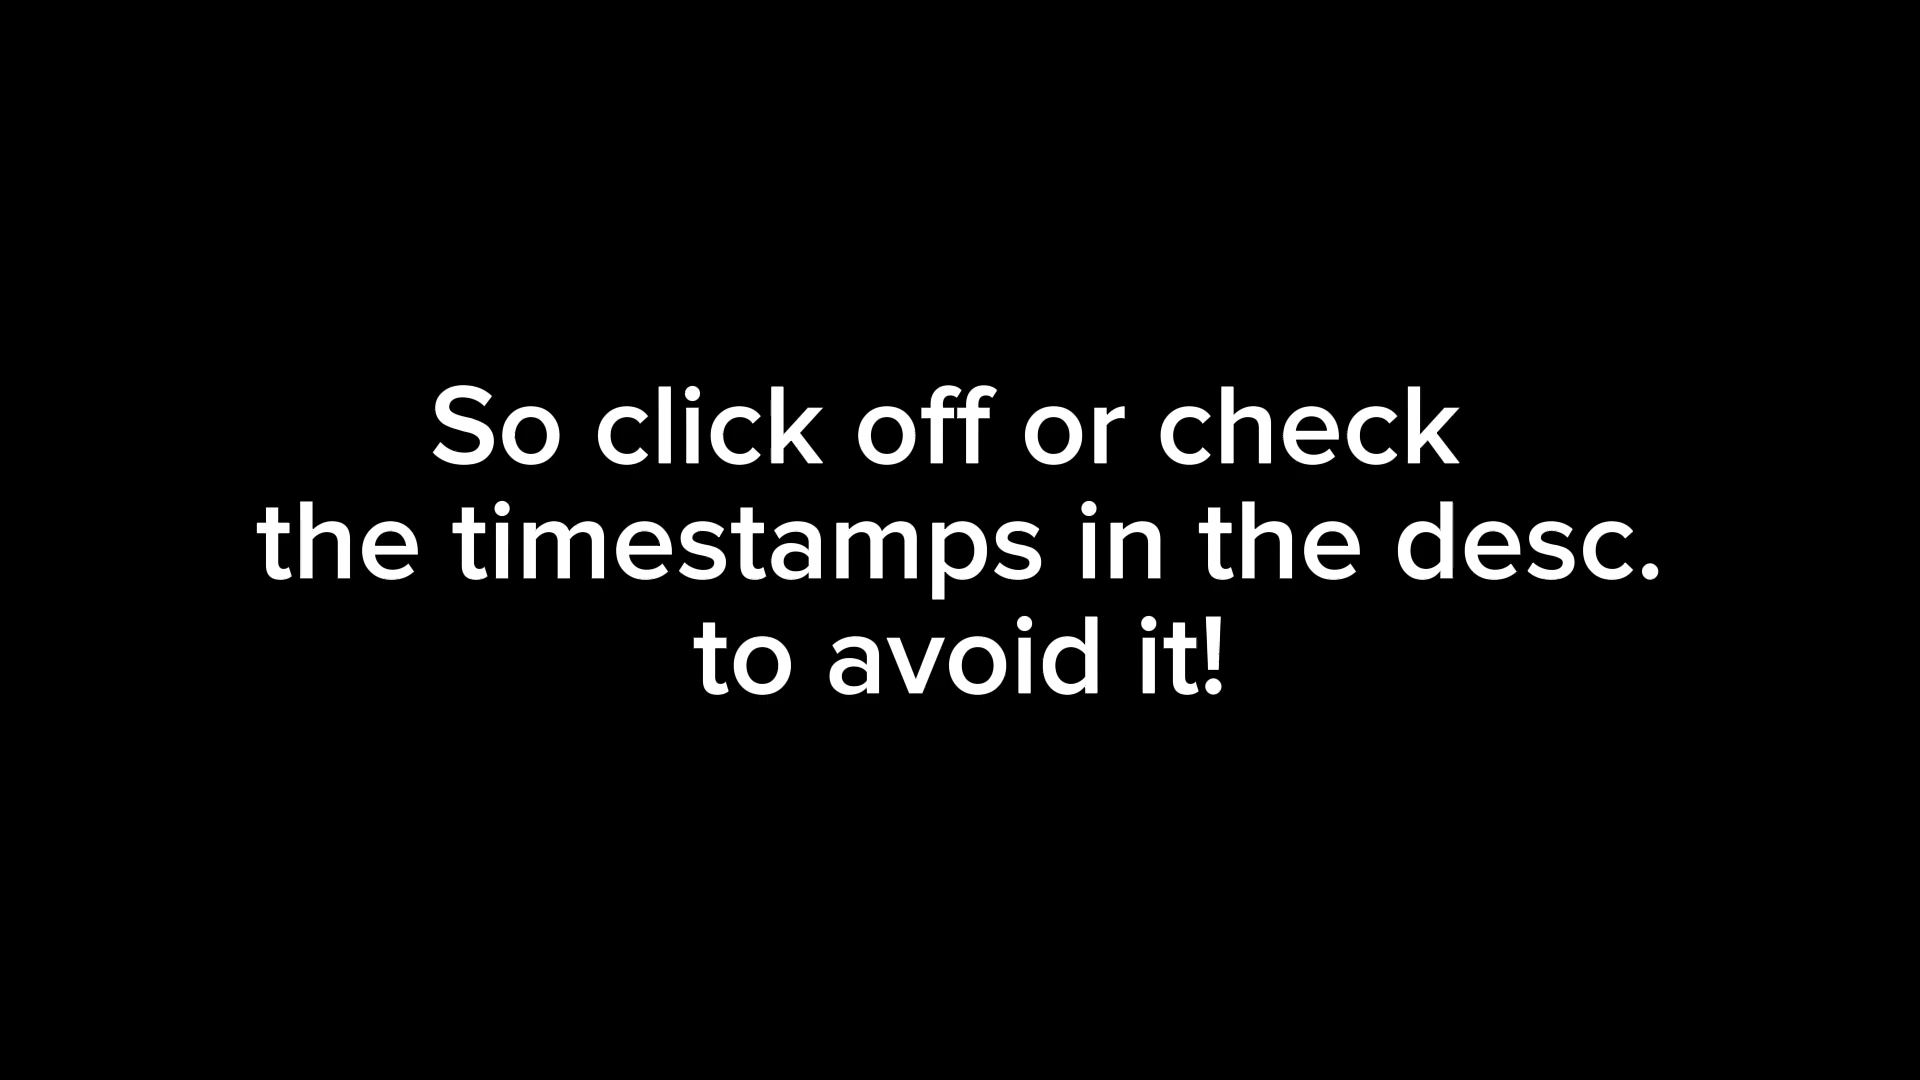 So click off or check
the timestamps in the desc.
to avoid it!